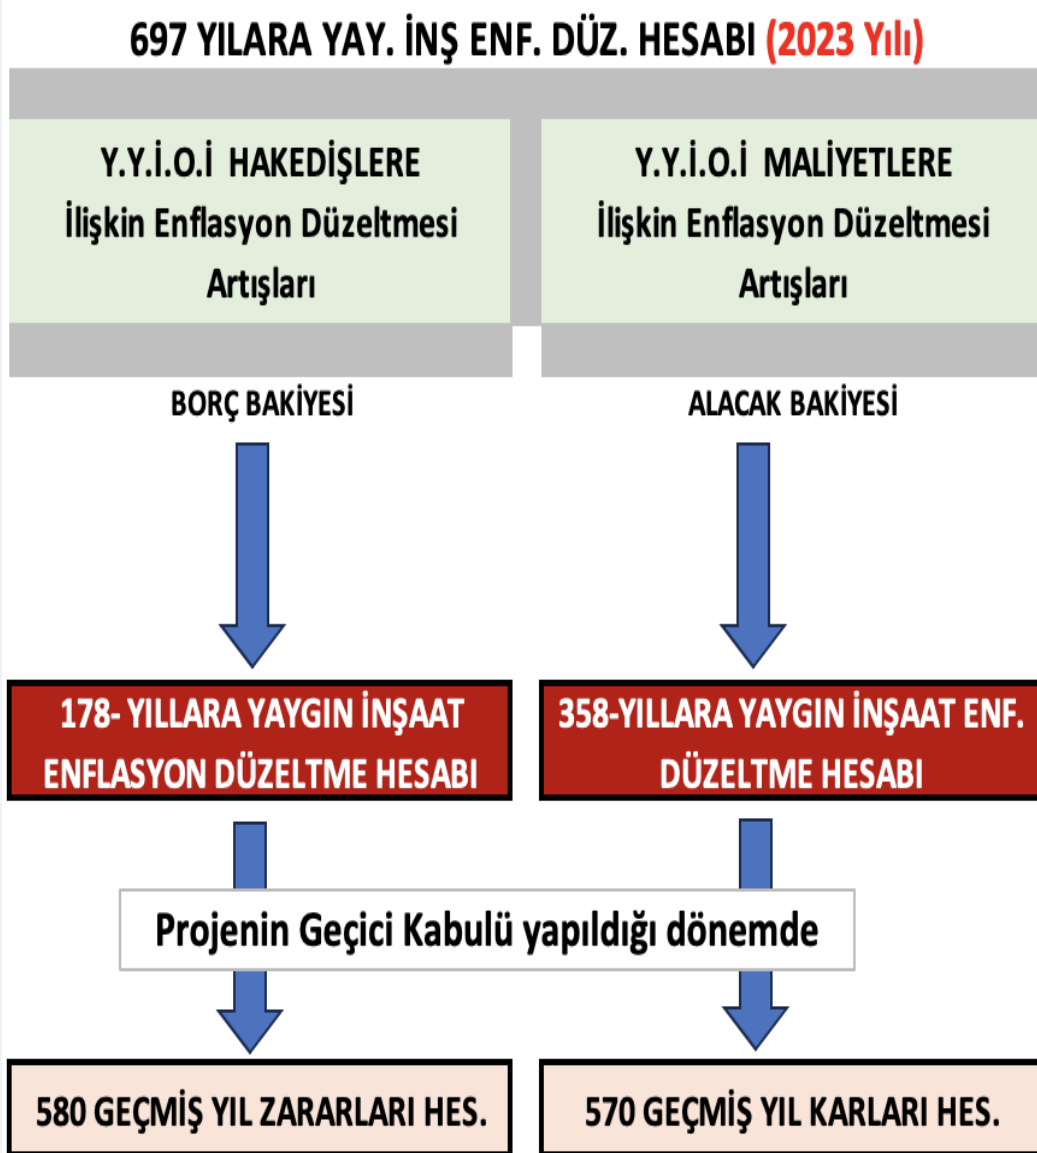 697 YILARA YAY. İNŞ ENF. DÜZ. HESABI (2023 Yılı)
Y.Y.İ.O.İ HAKEDİŞLERE
İlişkin Enflasyon Düzeltmesi
Artışları
Y.Y.İ.O.İ MALİYETLERE
İlişkin Enflasyon Düzeltmesi
Artışları
BORÇ BAKİYESİ
ALACAK BAKİYESİ
178- YILLARA YAYGIN İNŞAAT
ENFLASYON DÜZELTME HESABI
358-YILLARA YAYGIN İNŞAAT ENF.
DÜZELTME HESABI
Projenin Geçici Kabulü yapıldığı dönemde
580 GEÇMİŞ YIL ZARARLARI HES.
570 GEÇMİŞ YIL KARLARI HES.